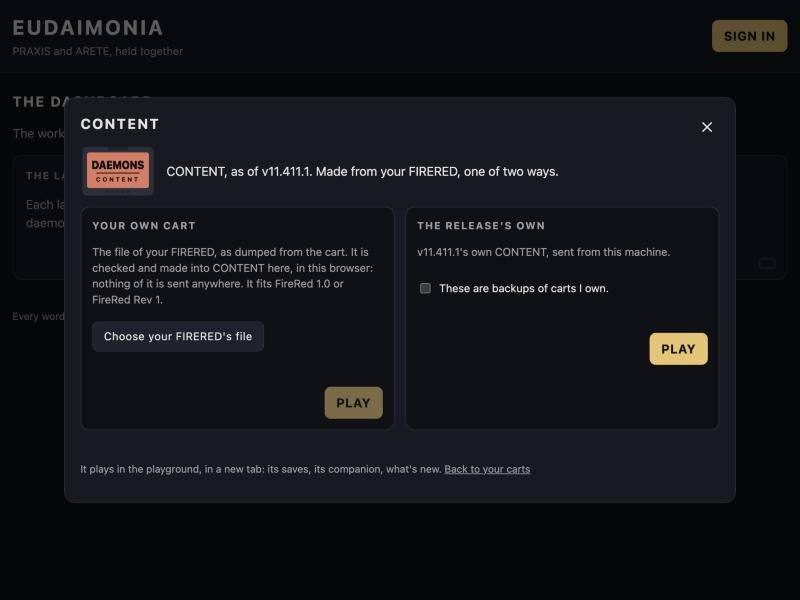 EUDAIMONIA
PRAXIS and ARETE, held together
SIGN IN
THE DASHBOARD
The work
THE LA
Each la
daemo
Every word
CONTENT
DAEMONS
CONTENT
CONTENT, as of v11.411.1. Made from your FIRERED, one of two ways.
YOUR OWN CART
The file of your FIRERED, as dumped from the cart. It is
checked and made into CONTENT here, in this browser:
nothing of it is sent anywhere. It fits FireRed 1.0 or
FireRed Rev 1.
Choose your FIRERED's file
PLAY
THE RELEASE'S OWN
v11.411.1's own CONTENT, sent from this machine.
These are backups of carts I own.
PLAY
It plays in the playground, in a new tab: its saves, its companion, what's new. Back to your carts